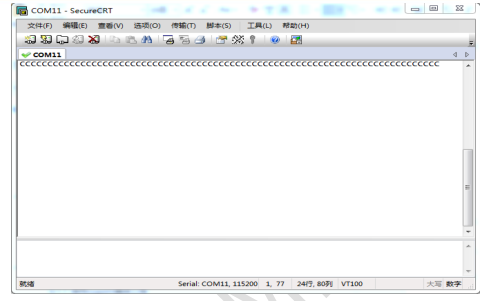 COM11 - SecureCRT
文件(F) 编辑(E) 查看(V) 选项(O) 传输(T) 脚本(S) 工具(L) 帮助(H)
COM11
CCCCCCCCCCCCCCCCCCCCCCCCCCCCCCCCCCCCCCCCCCCCCCCCCCCCCCCCCCCCCCCCCCCCCCCCCCCC
就绪 Serial: COM11, 115200 1, 77 24行, 80列 VT100 大写 数字